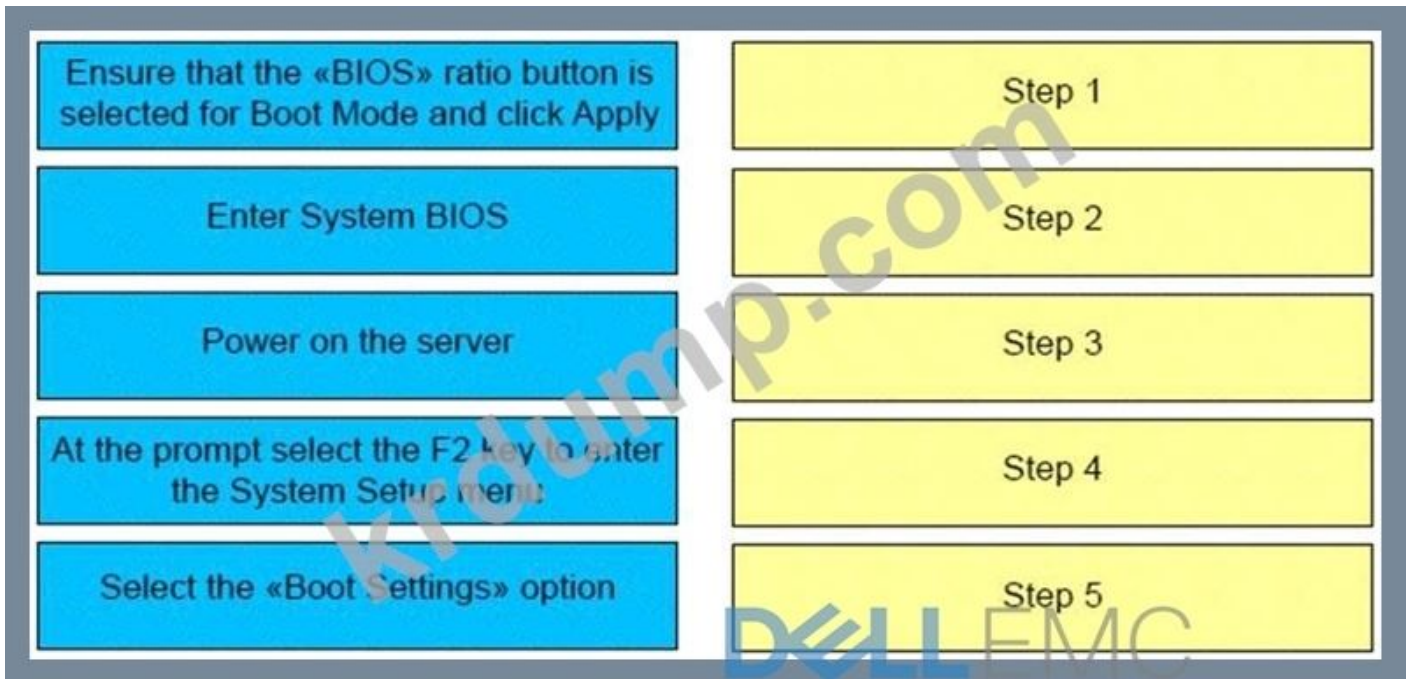 Ensure that the «BIOS» ratio button is
selected for Boot Mode and click Apply
Step 1
Enter System BIOS
Step 2
Power on the server
Step 3
At the prompt select the F2 key to enter
the System Setup menu
Step 4
Select the «Boot Settings» option
Step 5
krdump.com
DELLEMC